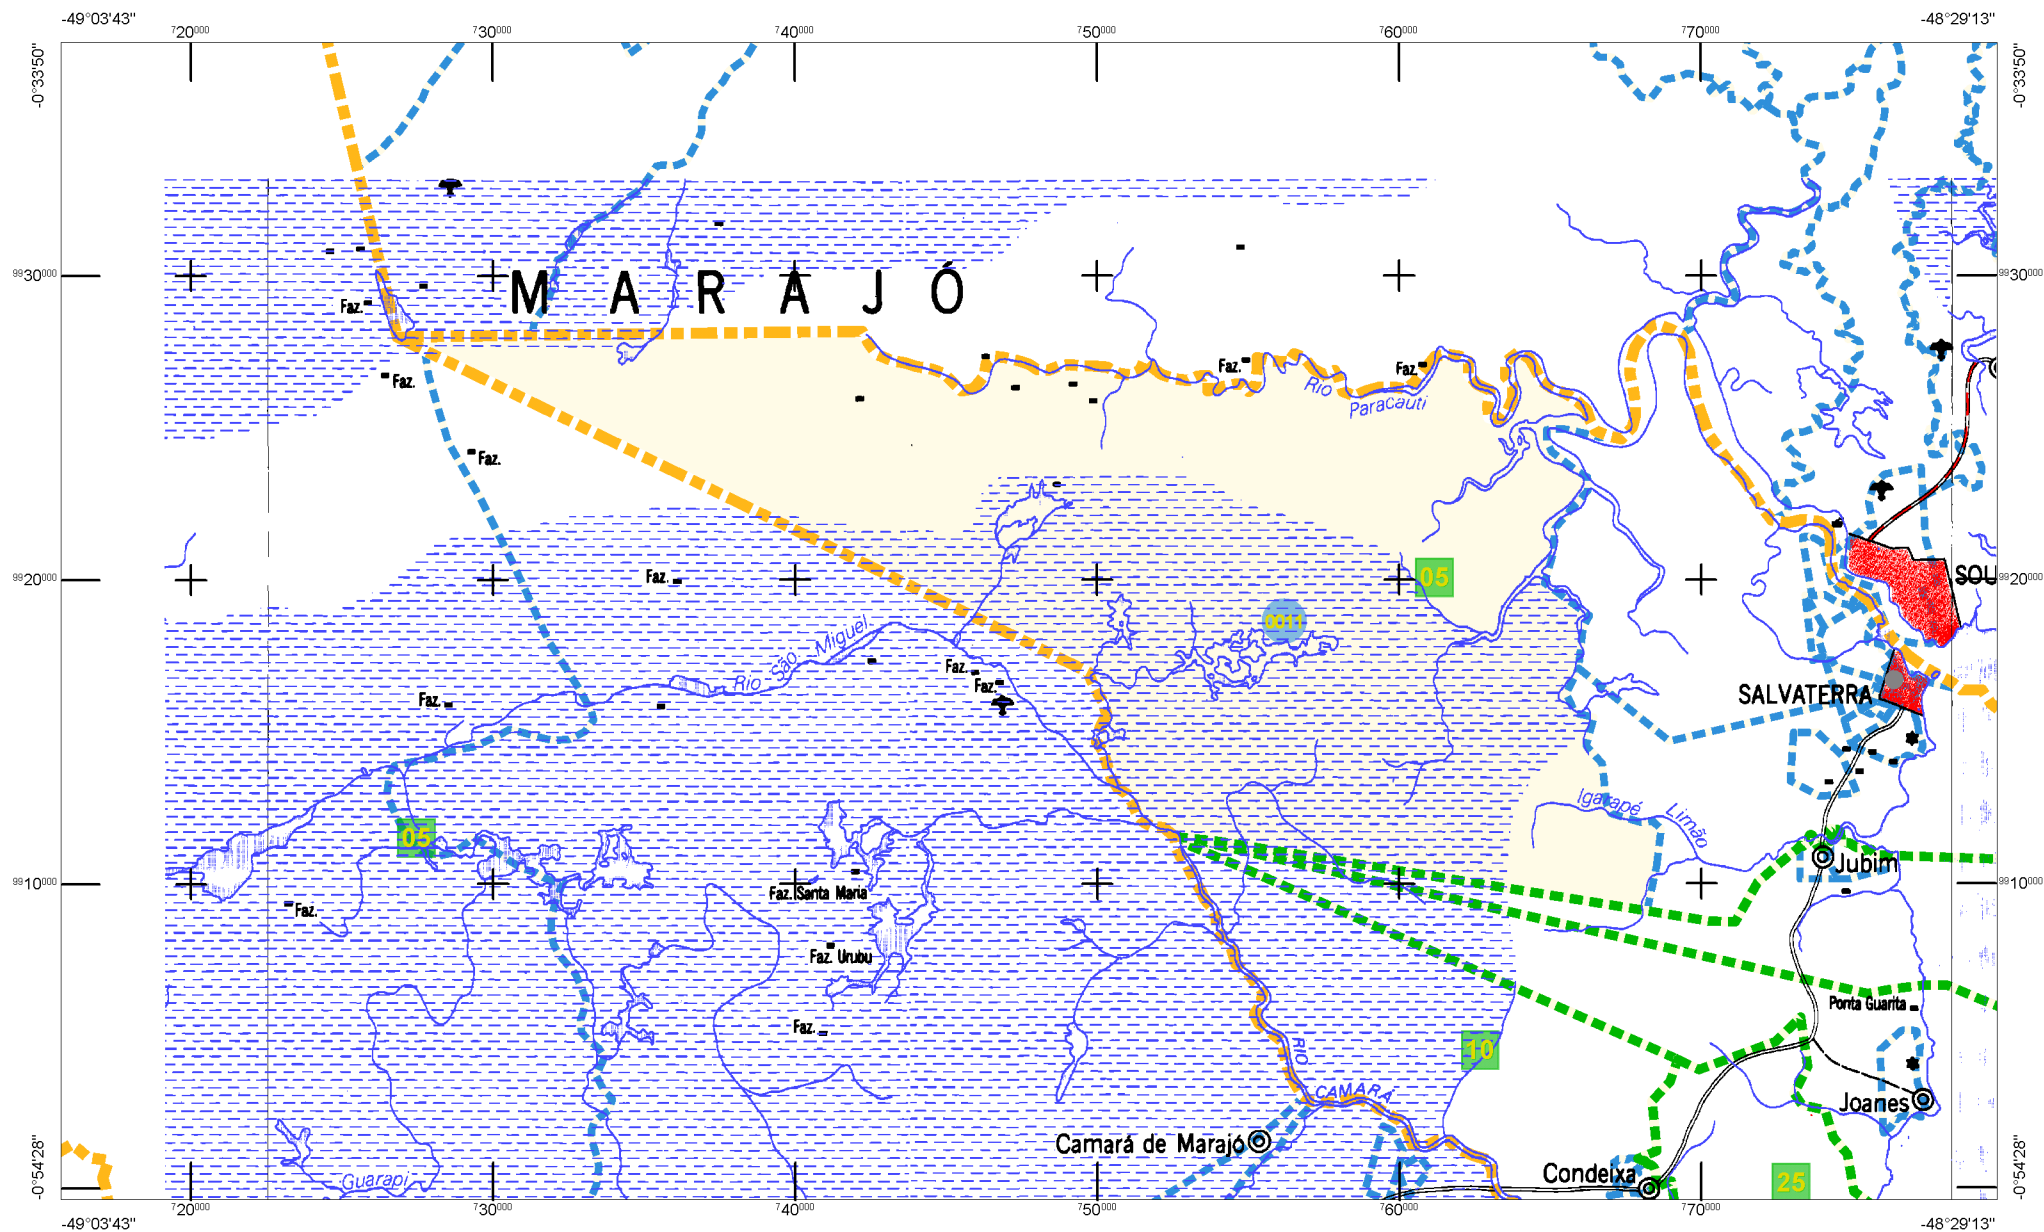 -49°03'43" -48°29'13"
720000 730000 740000 750000 760000 770000
-0°33'50" -0°33'50"
9930000 9930000
MARAJÓ
Faz.
Faz. Faz.
Rio Paracauti
Faz.
Faz.
05
SOU
9920000 9920000
Faz.
0011
Rio São Miguel
Faz.
Faz.
Faz.
SALVATERRA
05
Igarapé Limão
Jubim
9910000 9910000
Faz. Santa Maria
Faz.
Faz. Urubu
Ponta Guarita
Faz.
10
RIO CAMARÁ
Joanes
Camará de Marajó
Condeixa
Guarapi
25
-0°54'28" -0°54'28"
720000 730000 740000 750000 760000 770000
-49°03'43" -48°29'13"